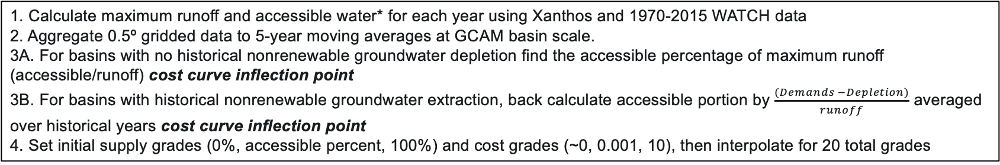 1. Calculate maximum runoff and accessible water* for each year using Xanthos and 1970-2015 WATCH data
2. Aggregate 0.5º gridded data to 5-year moving averages at GCAM basin scale.
3A. For basins with no historical nonrenewable groundwater depletion find the accessible percentage of maximum runoff
(accessible/runoff) cost curve inflection point
3B. For basins with historical nonrenewable groundwater extraction, back calculate accessible portion by (Demands −Depletion) / runoff averaged
over historical years cost curve inflection point
4. Set initial supply grades (0%, accessible percent, 100%) and cost grades (~0, 0.001, 10), then interpolate for 20 total grades